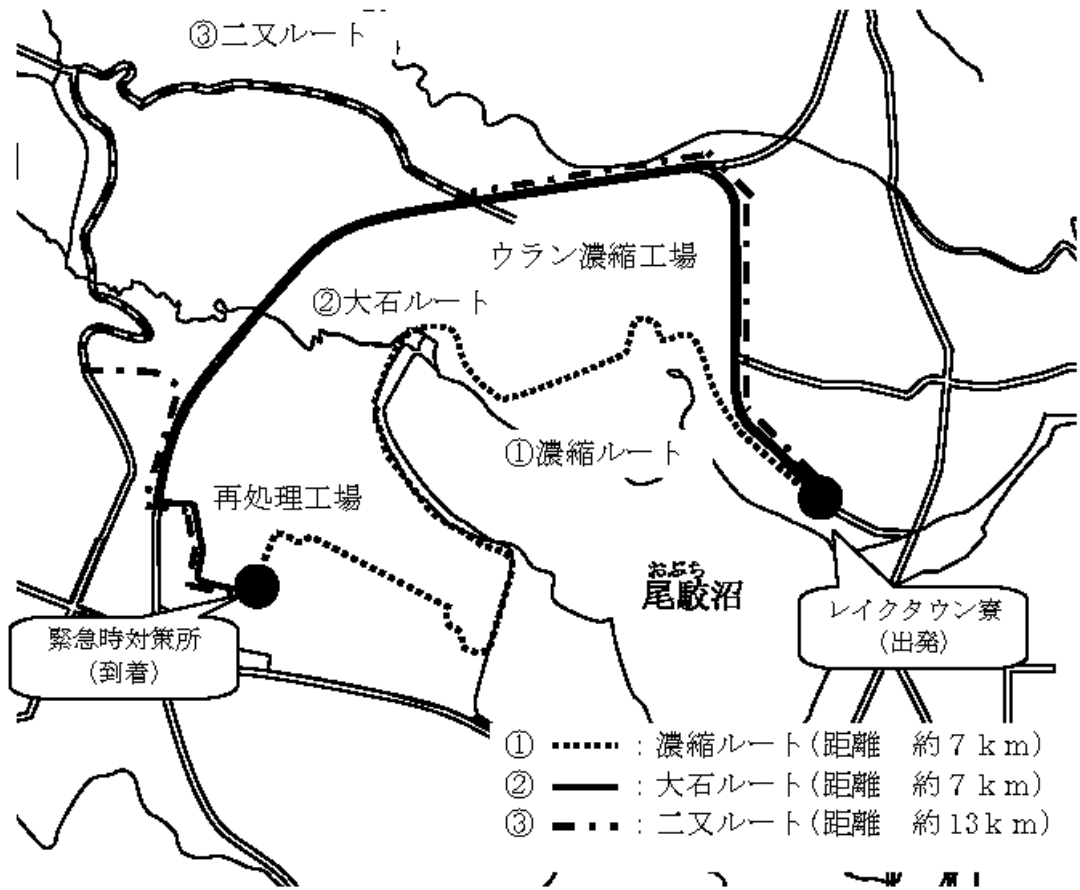 ③二又ルート
ウラン濃縮工場
②大石ルート
①濃縮ルート
再処理工場
おぶち
尾駮沼
レイクタウン寮
(出発)
緊急時対策所
(到着)
① : 濃縮ルート(距離　約7km)
② : 大石ルート(距離　約7km)
③ : 二又ルート(距離　約13km)